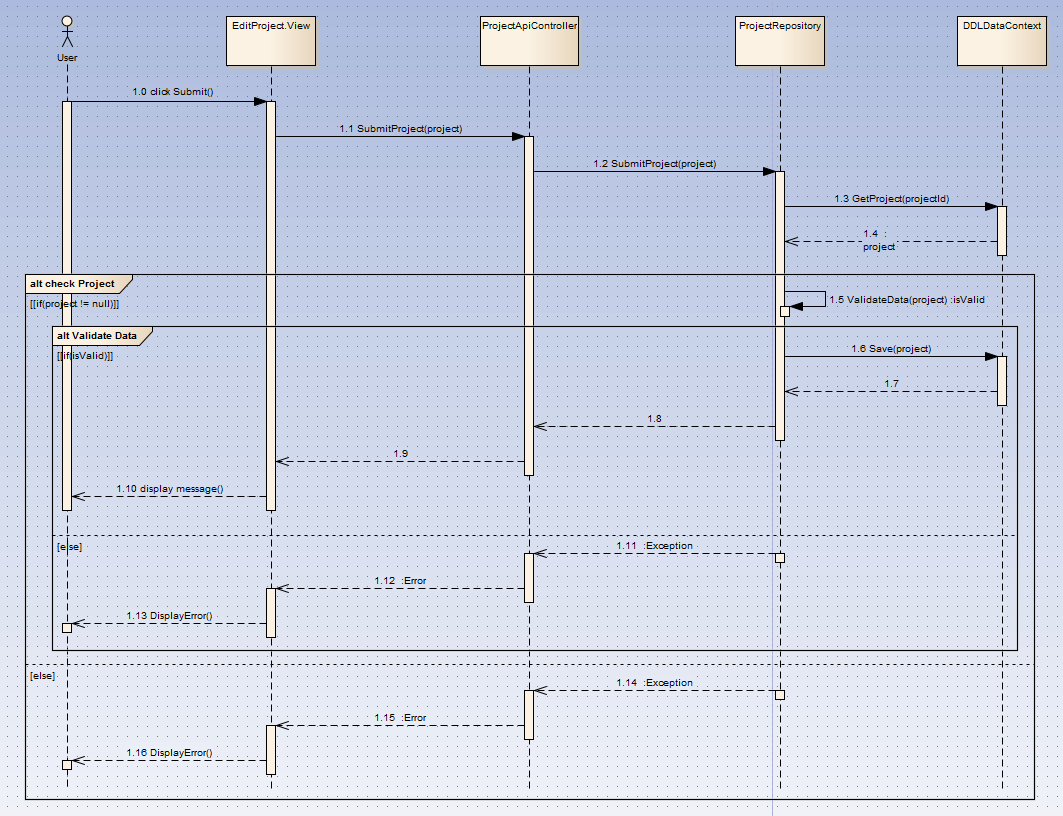 EditProject.View
ProjectApiController
ProjectRepository
DDLDataContext
User
1.0 click Submit()
1.1 SubmitProject(project)
1.2 SubmitProject(project)
1.3 GetProject(projectId)
1.4 :
project
alt check Project
[[if(project != null)]]
1.5 ValidateData(project) :isValid
alt Validate Data
[[if(isValid)]]
1.6 Save(project)
1.7
1.8
1.9
1.10 display message()
[else]
1.11 :Exception
1.12 :Error
1.13 DisplayError()
[else]
1.14 :Exception
1.15 :Error
1.16 DisplayError()